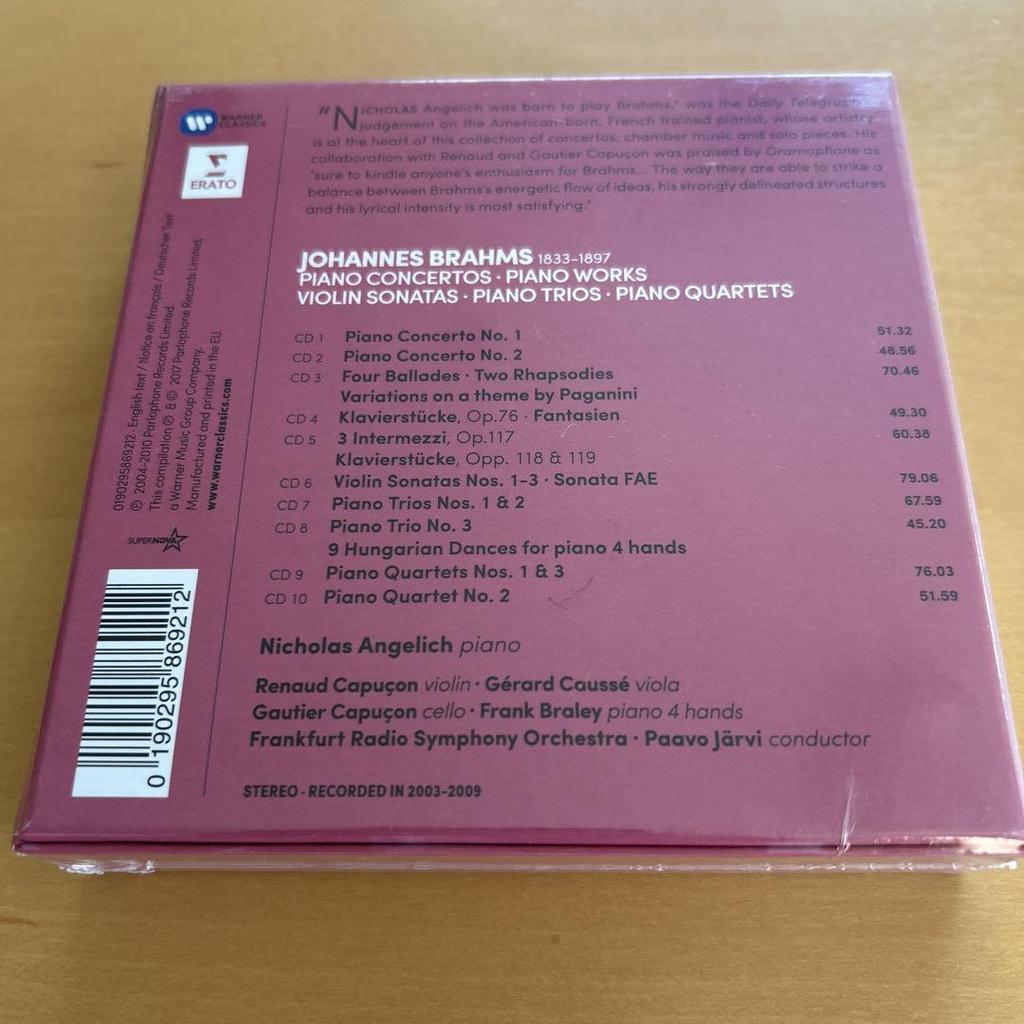 WARNER
CLASSICS
ERATO
"NICHOLAS Angelich was born to play Brahms," was the Daily Telegraph's
judgement on the American-born, French trained pianist, whose artistry
is at the heart of this collection of concertos, chamber music and solo pieces. His
collaboration with Renaud and Gautier Capuçon was praised by Gramophone as
"sure to kindle anyone's enthusiasm for Brahms... The way they are able to strike a
balance between Brahms's energetic flow of ideas, his strongly delineated structures
and his lyrical intensity is most satisfying."
JOHANNES BRAHMS 1833-1897
PIANO CONCERTOS · PIANO WORKS
VIOLIN SONATAS · PIANO TRIOS · PIANO QUARTETS
CD 1 Piano Concerto No. 1 51.32
CD 2 Piano Concerto No. 2 48.56
CD 3 Four Ballades · Two Rhapsodies 70.46
Variations on a theme by Paganini
CD 4 Klavierstücke, Op.76 · Fantasien 49.30
CD 5 3 Intermezzi, Op.117 60.38
Klavierstücke, Opp. 118 & 119
CD 6 Violin Sonatas Nos. 1-3 · Sonata FAE 79.06
CD 7 Piano Trios Nos. 1 & 2 67.59
CD 8 Piano Trio No. 3 45.20
9 Hungarian Dances for piano 4 hands
CD 9 Piano Quartets Nos. 1 & 3 76.03
CD 10 Piano Quartet No. 2 51.59
Nicholas Angelich piano
Renaud Capuçon violin · Gérard Caussé viola
Gautier Capuçon cello · Frank Braley piano 4 hands
Frankfurt Radio Symphony Orchestra · Paavo Järvi conductor
STEREO · RECORDED IN 2003-2009
0190295869212 · English text / Notice en français / Deutscher Text
℗ 2004-2010 Parlophone Records Limited.
This compilation ℗ & © 2017 Parlophone Records Limited,
a Warner Music Group Company.
Manufactured and printed in the EU.
www.warnerclassics.com
SUPERNOVA
0 190295 869212